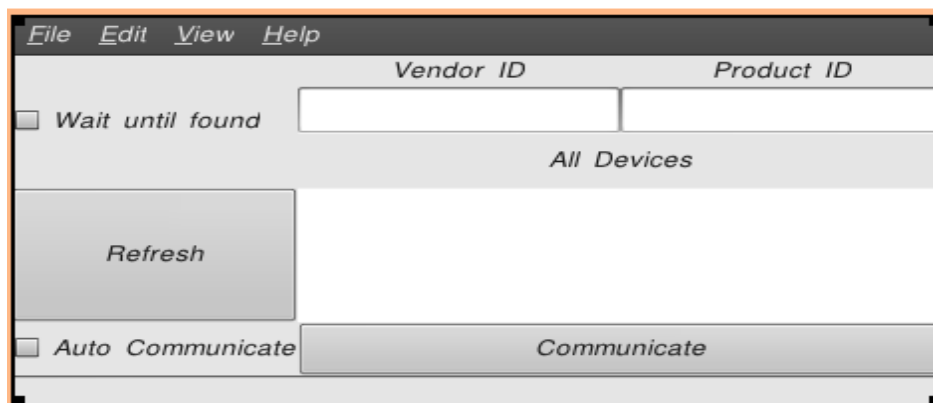 File Edit View Help
Vendor ID Product ID
Wait until found
All Devices
Refresh
Auto Communicate Communicate